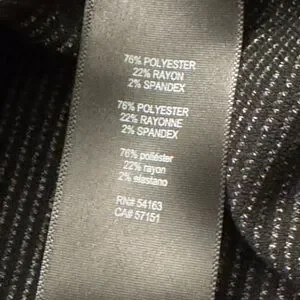 76% POLYESTER
22% RAYON
2% SPANDEX
76% POLYESTER
22% RAYONNE
2% SPANDEX
76% poliéster
22% rayon
2% elastano
RN# 54163
CA# 57151